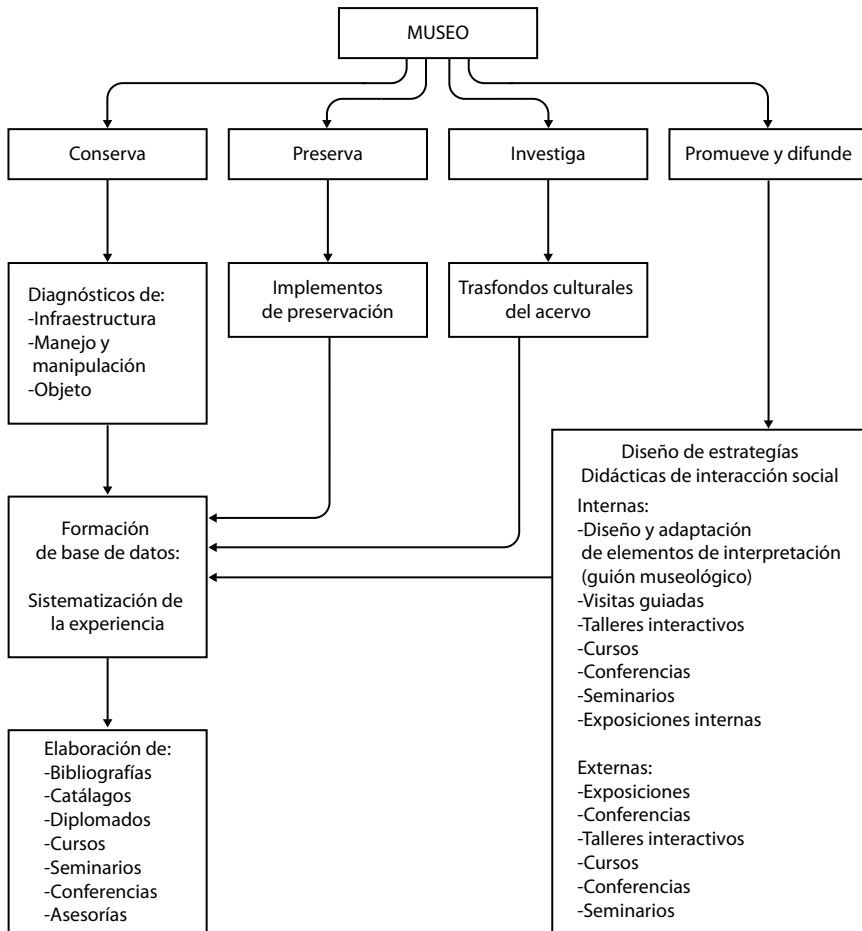 MUSEO
Conserva
Preserva
Investiga
Promueve y difunde
Diagnósticos de:
-Infraestructura
-Manejo y
manipulación
-Objeto
Implementos
de preservación
Trasfondos culturales
del acervo
Formación
de base de datos:
Sistematización de
la experiencia
Elaboración de:
-Bibliografías
-Catálagos
-Diplomados
-Cursos
-Seminarios
-Conferencias
-Asesorías
Diseño de estrategías
Didácticas de interacción social
Internas:
-Diseño y adaptación
de elementos de interpretación
(guión museológico)
-Visitas guiadas
-Talleres interactivos
-Cursos
-Conferencias
-Seminarios
-Exposiciones internas
Externas:
-Exposiciones
-Conferencias
-Talleres interactivos
-Cursos
-Conferencias
-Seminarios